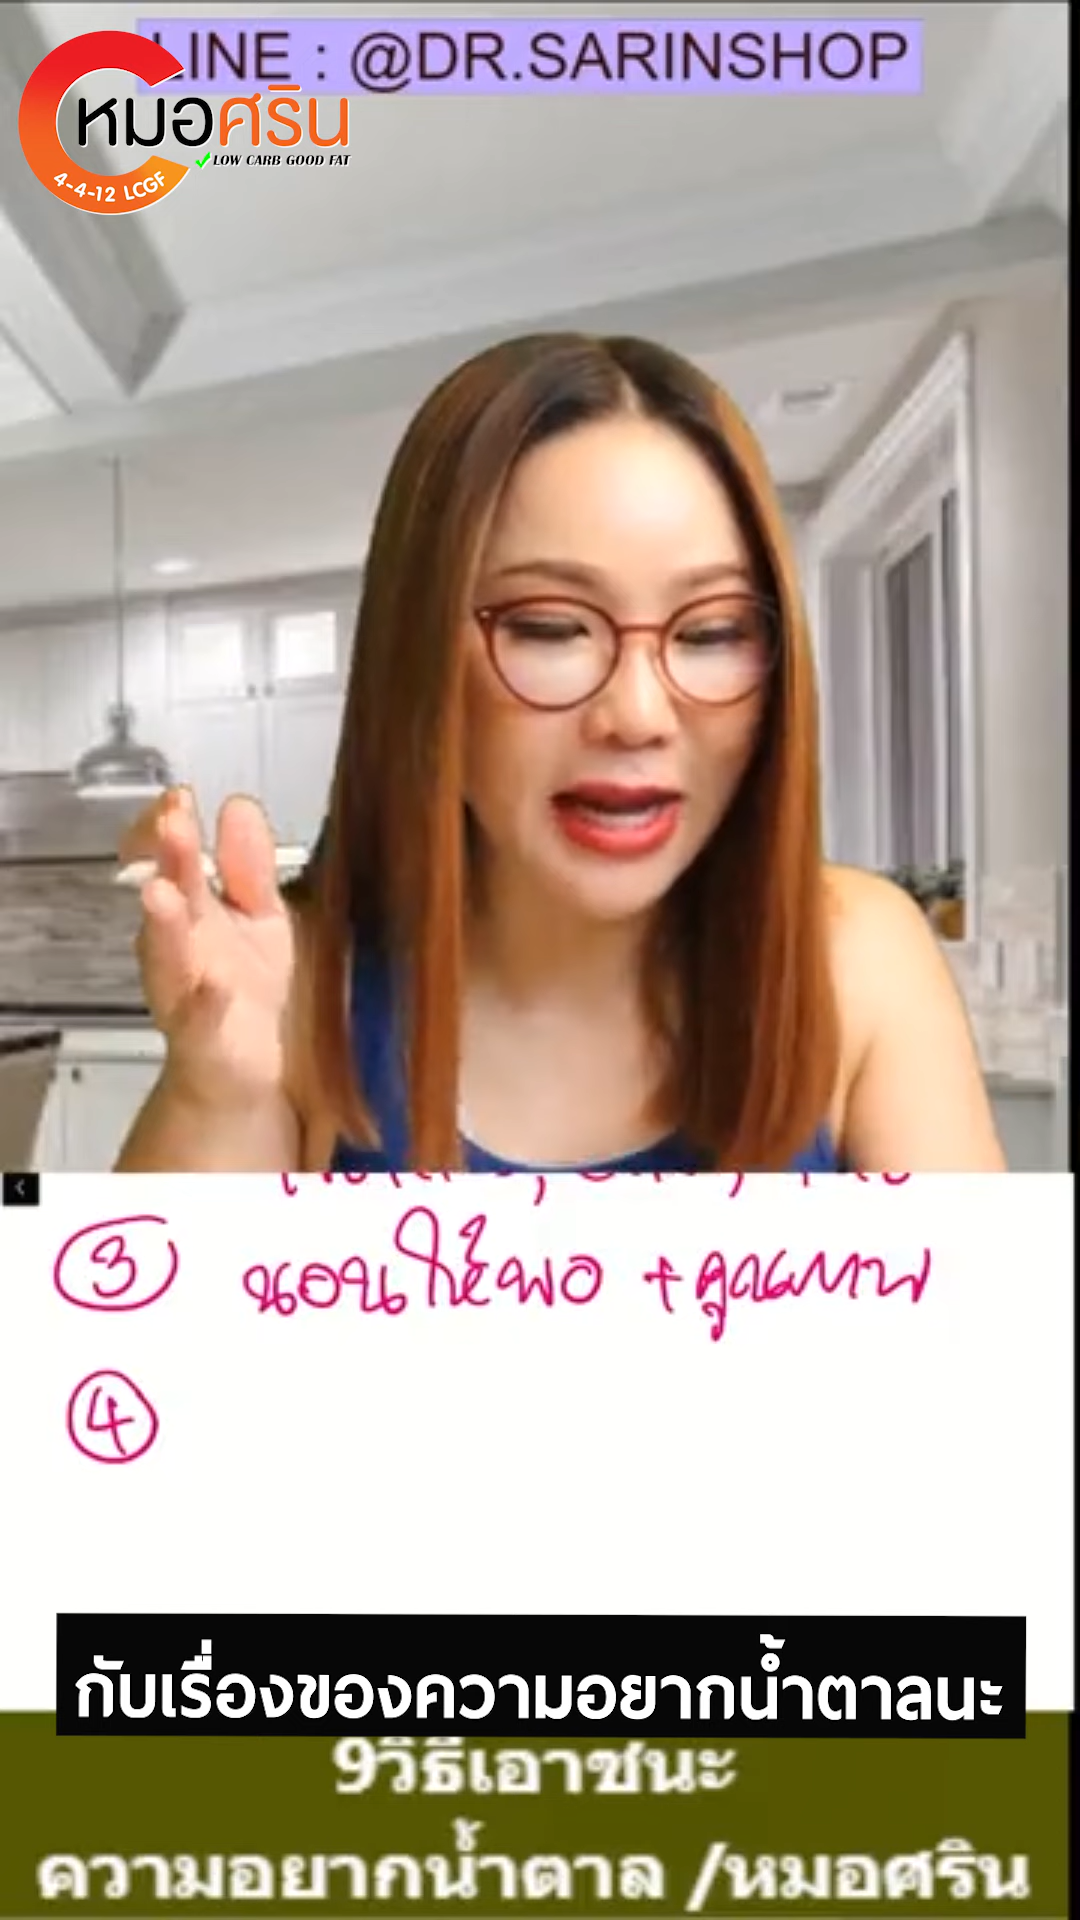 LINE : @DR.SARINSHOP
หมอศริน
LOW CARB GOOD FAT
4-4-12 LCGF
3 นอนให้พอ + คุณภาพ
4
กับเรื่องของความอยากน้ำตาลนะ
9วิธีเอาชนะ
ความอยากน้ำตาล /หมอศริน